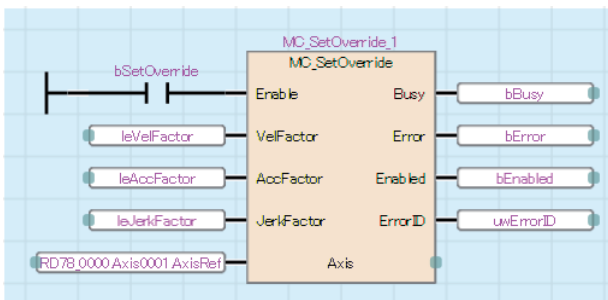 MC_SetOverride_1
bSetOverride
MC_SetOverride
Enable
Busy
bBusy
leVelFactor
VelFactor
Error
bError
leAccFactor
AccFactor
Enabled
bEnabled
leJerkFactor
JerkFactor
ErrorID
uwErrorID
RD78_0000.Axis0001.AxisRef
Axis